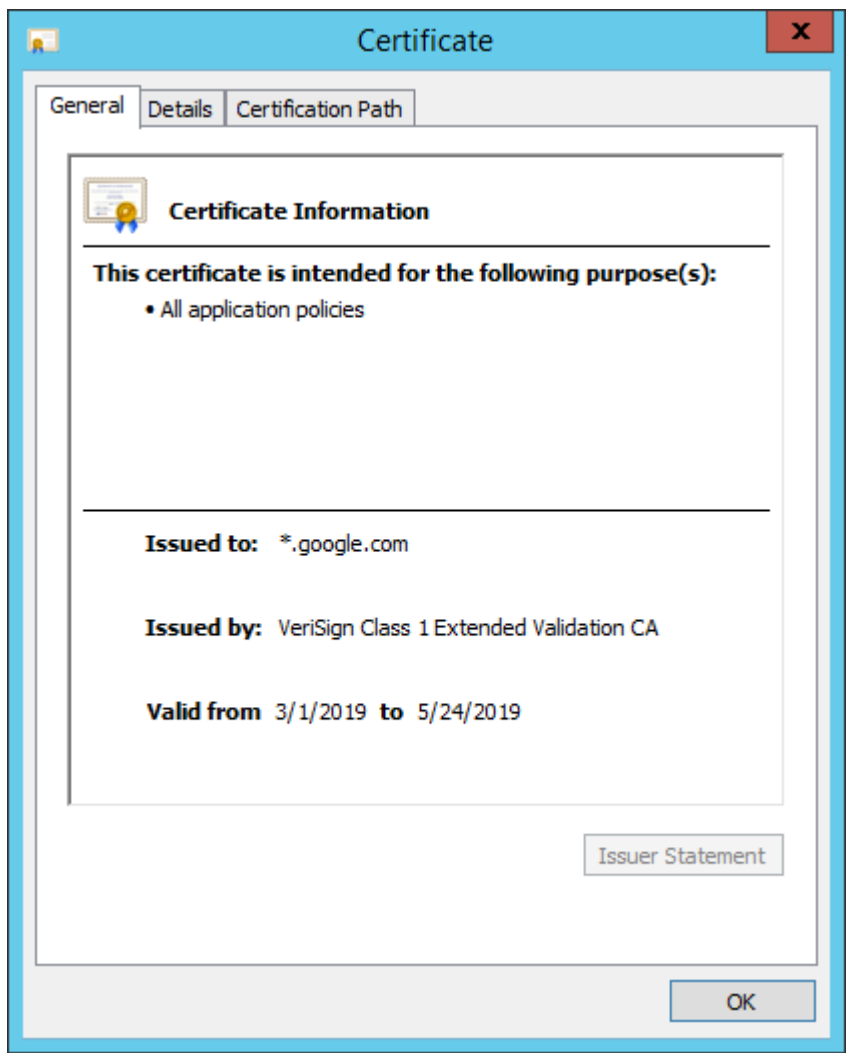 Certificate
x
General Details Certification Path
Certificate Information
This certificate is intended for the following purpose(s):
• All application policies
Issued to: *.google.com
Issued by: VeriSign Class 1 Extended Validation CA
Valid from 3/1/2019 to 5/24/2019
Issuer Statement
OK